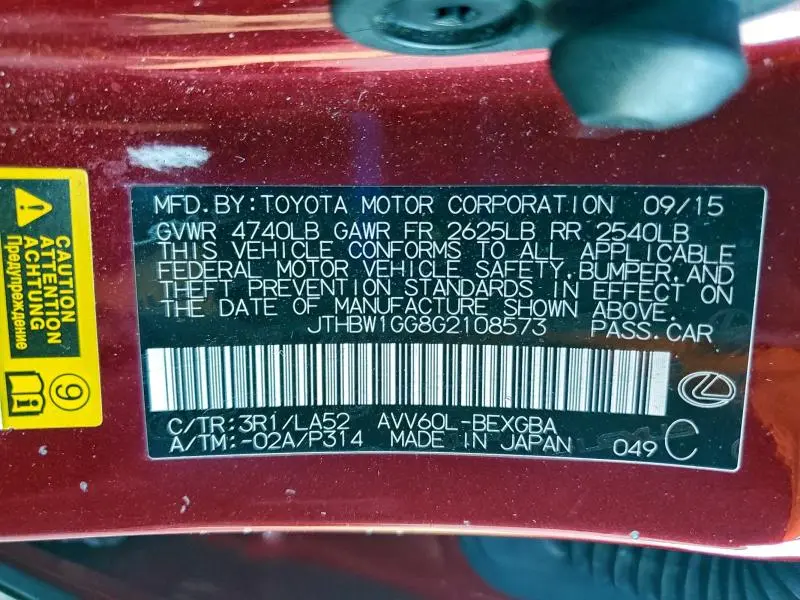 MFD.BY:TOYOTA MOTOR CORPORATION 09/15
GVWR 4740LB GAWR FR 2625LB RR 2540LB
THIS VEHICLE CONFORMS TO ALL APPLICABLE
FEDERAL MOTOR VEHICLE SAFETY,BUMPER,AND
THEFT PREVENTION STANDARDS IN EFFECT ON
THE DATE OF MANUFACTURE SHOWN ABOVE.
JTHBW1GG8G2108573 PASS.CAR
C/TR:3R1/LA52 AVV60L-BEXGBA
A/TM:-02A/P314 MADE IN JAPAN 049 C
CAUTION
ATTENTION
ACHTUNG
Предупреждение
9